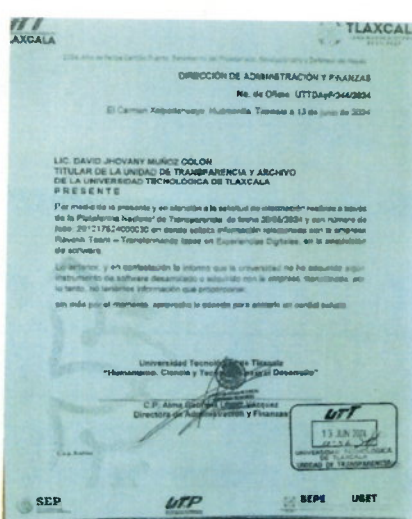 UTT
AXCALA
TLAXCAL
DIRECCIÓN DE ADMINISTRACIÓN Y FINANZAS
No. de Oficio: UTTDAyF/344/2024
El Carmen Xalpatlahuaya, Huamantla, Tlaxcala a 13 de junio de 2024
LIC. DAVID JHOVANY MUÑOZ COLON
TITULAR DE LA UNIDAD DE TRANSPARENCIA Y ARCHIVO
DE LA UNIVERSIDAD TECNOLÓGICA DE TLAXCALA
P R E S E N T E
Por medio de la presente y en atención a la solicitud de información realizada a través
de la Plataforma Nacional de Transparencia de fecha 20/05/2024 y con número de
folio: en donde solicita información relacionada con la empresa
Transformando Ideas en Experiencias Digitales, en la adquisición
de software.
Lo anterior, y en contestación le informo que la universidad no ha adquirido algún
instrumento de software desarrollado o adquirido con la empresa mencionada, por
lo tanto, no tenemos información que proporcionar.
Sin más por el momento, aprovecho la ocasión para enviarle un cordial saludo.
Universidad Tecnológica de Tlaxcala
"Humanismo, Ciencia y Tecnología para el Desarrollo"
C.P. Alma
Directora de Administración y Finanzas
UTT
13 JUN 2024
UNIVERSIDAD TECNOLÓGICA
DE TLAXCALA
UNIDAD DE TRANSPARENCIA
SEP
UTP
SEPE
USET